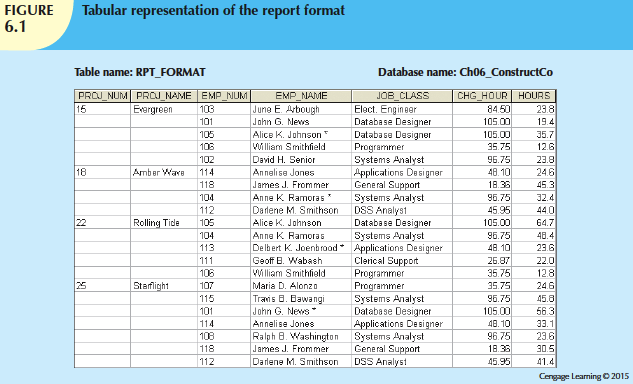 FIGURE 6.1
Tabular representation of the report format
Table name: RPT_FORMAT Database name: Ch06_ConstructCo
PROJ_NUM PROJ_NAME EMP_NUM EMP_NAME JOB_CLASS CHG_HOUR HOURS
15 Evergreen 103 June E. Arbough Elect. Engineer 84.50 23.8
101 John G. News Database Designer 105.00 19.4
105 Alice K. Johnson * Database Designer 105.00 35.7
106 William Smithfield Programmer 35.75 12.6
102 David H. Senior Systems Analyst 96.75 23.8
18 Amber Wave 114 Annelise Jones Applications Designer 48.10 24.6
118 James J. Frommer General Support 18.36 45.3
104 Anne K. Ramoras * Systems Analyst 96.75 32.4
112 Darlene M. Smithson DSS Analyst 45.95 44.0
22 Rolling Tide 105 Alice K. Johnson Database Designer 105.00 64.7
104 Anne K. Ramoras Systems Analyst 96.75 48.4
113 Delbert K. Joenbrood * Applications Designer 48.10 23.6
111 Geoff B. Wabash Clerical Support 26.87 22.0
106 William Smithfield Programmer 35.75 12.8
25 Starflight 107 Maria D. Alonzo Programmer 35.75 24.6
115 Travis B. Bawangi Systems Analyst 96.75 45.8
101 John G. News * Database Designer 105.00 56.3
114 Annelise Jones Applications Designer 48.10 33.1
108 Ralph B. Washington Systems Analyst 96.75 23.6
118 James J. Frommer General Support 18.36 30.5
112 Darlene M. Smithson DSS Analyst 45.95 41.4
Cengage Learning © 2015